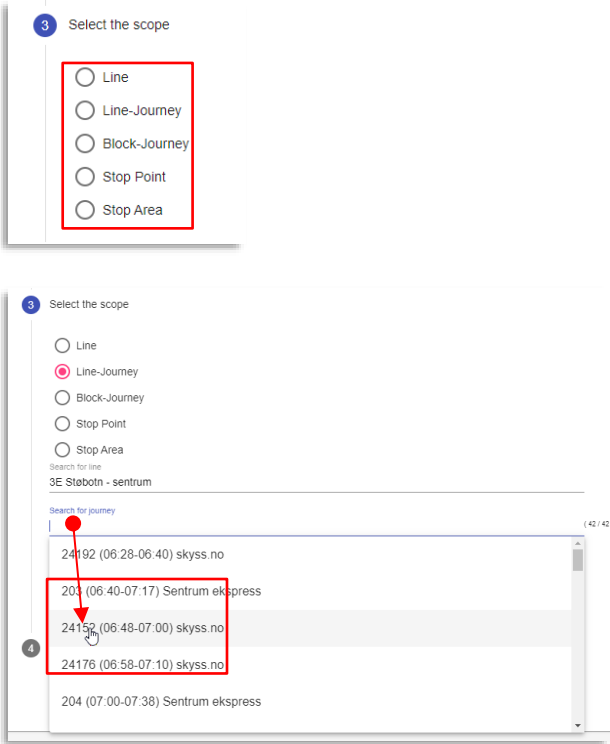 3 Select the scope
Line
Line-Journey
Block-Journey
Stop Point
Stop Area
3 Select the scope
Line
Line-Journey
Block-Journey
Stop Point
Stop Area
Search for line
3E Støbotn - sentrum
Search for journey
( 42 / 42
24192 (06:28-06:40) skyss.no
203 (06:40-07:17) Sentrum ekspress
24152 (06:48-07:00) skyss.no
4
24176 (06:58-07:10) skyss.no
204 (07:00-07:38) Sentrum ekspress